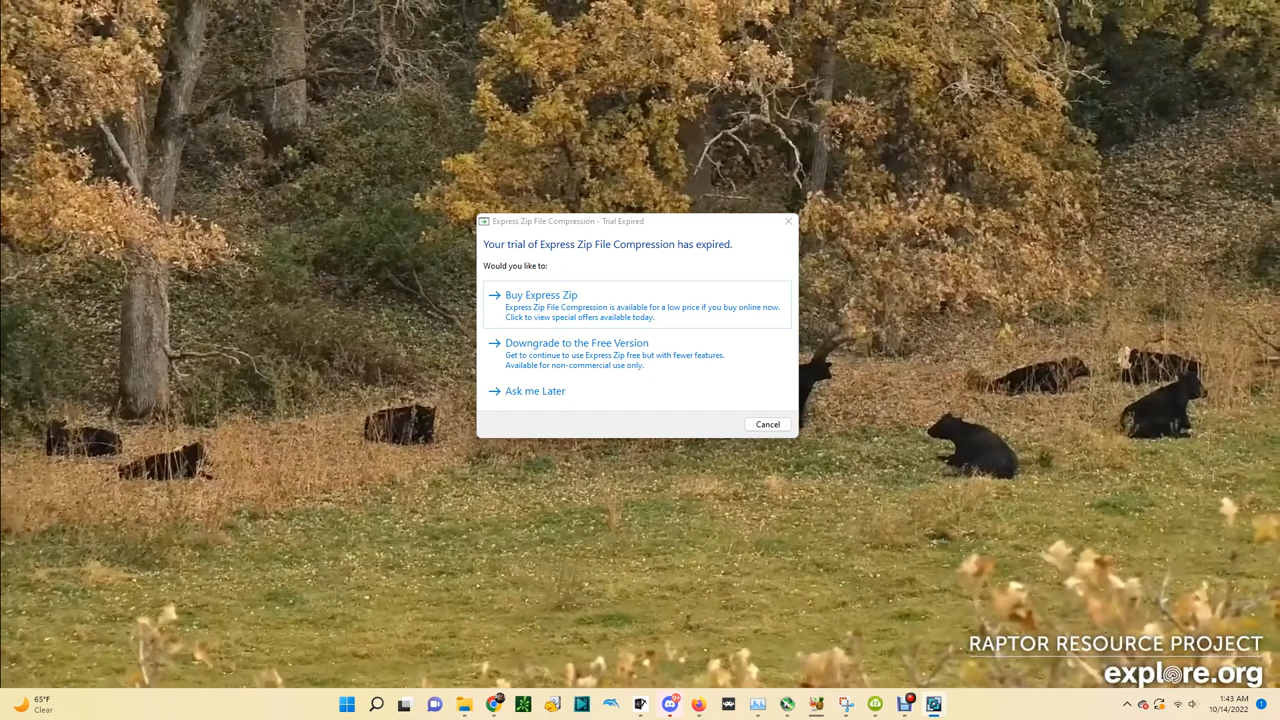 Express Zip File Compression - Trial Expired
Your trial of Express Zip File Compression has expired.
Would you like to:
Buy Express Zip
Express Zip File Compression is available for a low price if you buy online now.
Click to view special offers available today.
Downgrade to the Free Version
Get to continue to use Express Zip free but with fewer features.
Available for non-commercial use only.
Ask me Later
Cancel
RAPTOR RESOURCE PROJECT
explore.org
65°F
Clear
9+
1:43 AM
10/14/2022
1